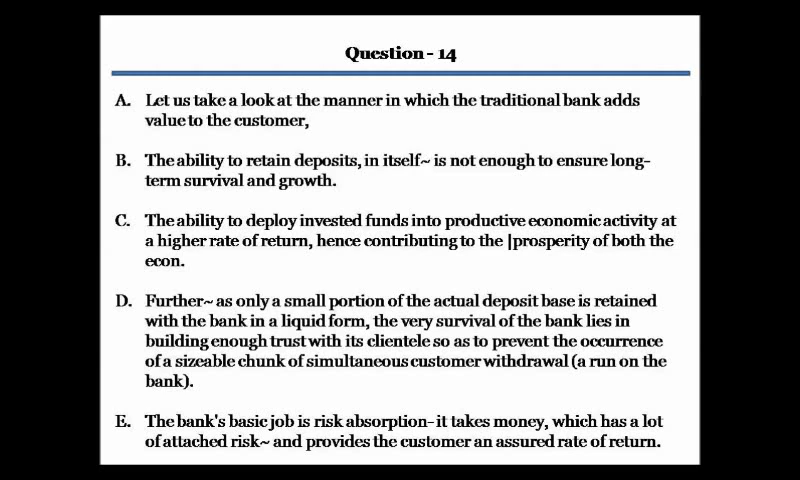 Question - 14
A. Let us take a look at the manner in which the traditional bank adds
value to the customer,
B. The ability to retain deposits, in itself~ is not enough to ensure long-
term survival and growth.
C. The ability to deploy invested funds into productive economic activity at
a higher rate of return, hence contributing to the |prosperity of both the
econ.
D. Further~ as only a small portion of the actual deposit base is retained
with the bank in a liquid form, the very survival of the bank lies in
building enough trust with its clientele so as to prevent the occurrence
of a sizeable chunk of simultaneous customer withdrawal (a run on the
bank).
E. The bank's basic job is risk absorption- it takes money, which has a lot
of attached risk~ and provides the customer an assured rate of return.